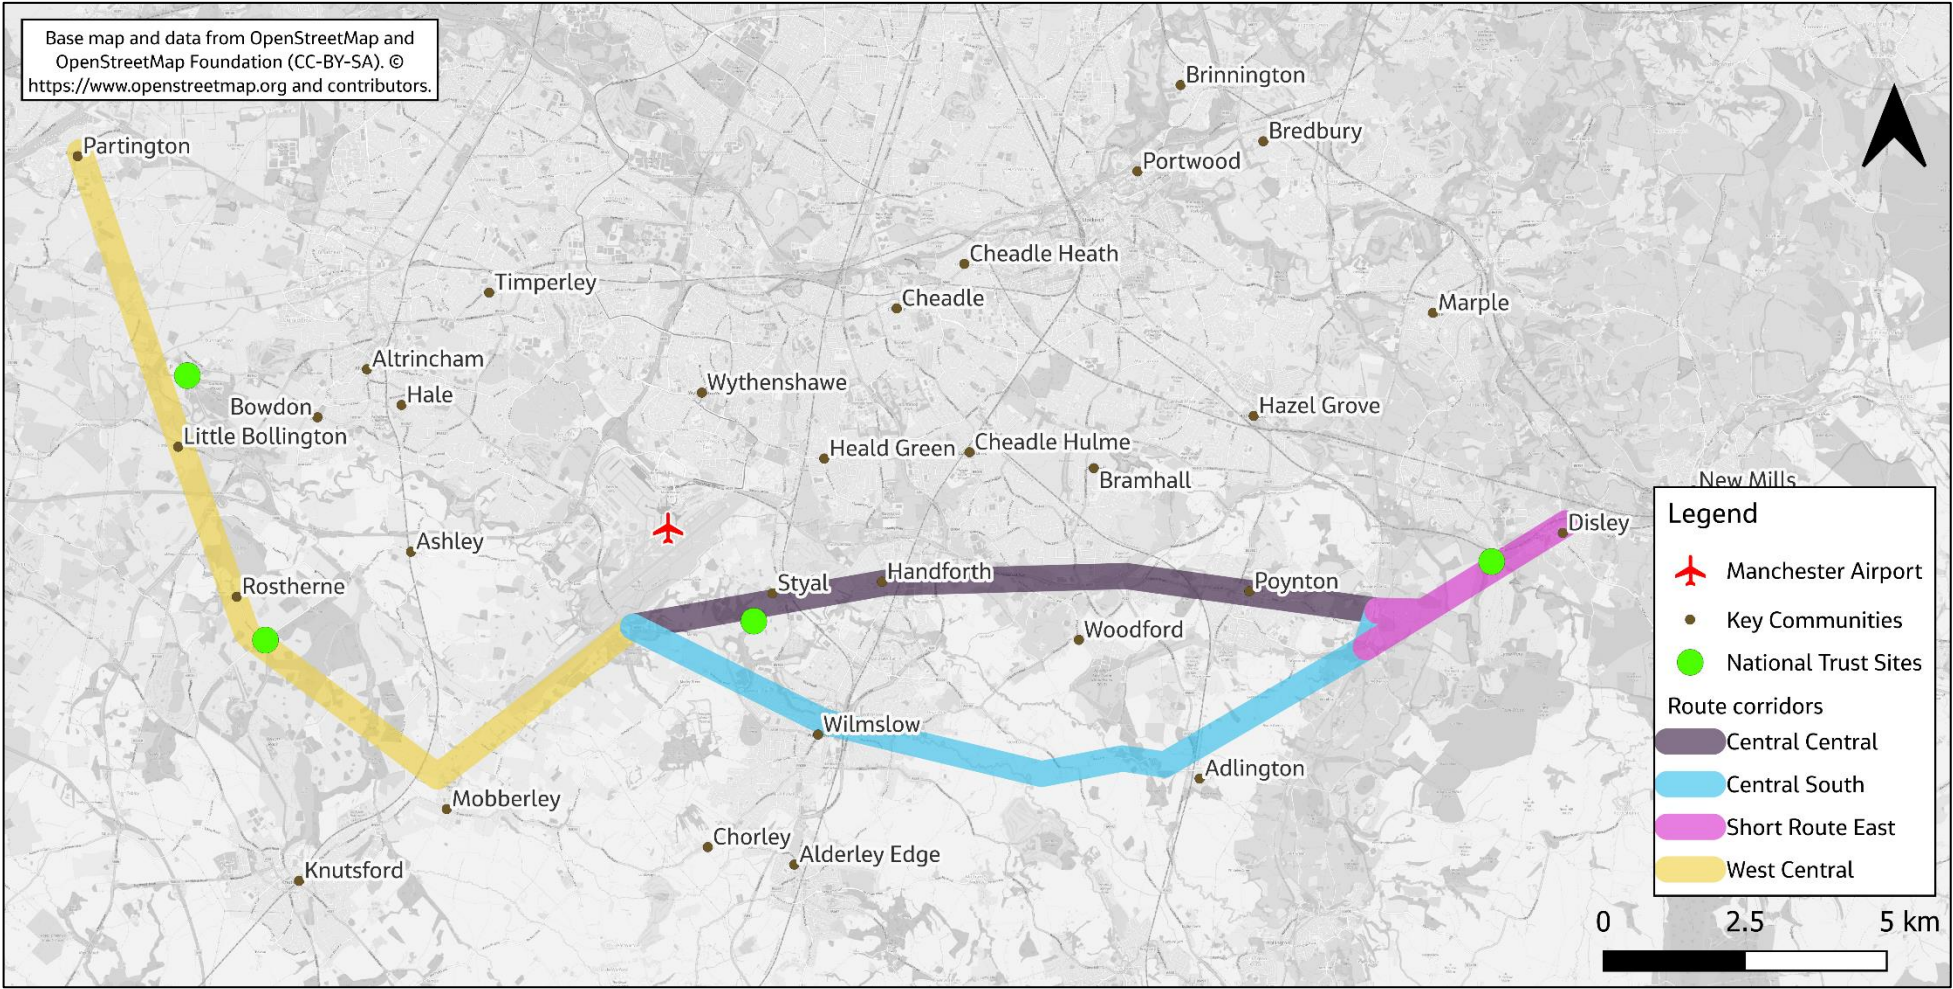 Base map and data from OpenStreetMap and
OpenStreetMap Foundation (CC-BY-SA). ©
https://www.openstreetmap.org and contributors.
Brinnington
Bredbury
Partington
Portwood
Cheadle Heath
Timperley
Cheadle
Marple
Altrincham
Wythenshawe
Hale
Bowdon
Hazel Grove
Little Bollington
Heald Green
Cheadle Hulme
Bramhall
New Mills
Disley
Ashley
Rostherne
Styal
Handforth
Poynton
Woodford
Wilmslow
Adlington
Mobberley
Chorley
Alderley Edge
Knutsford
Legend
Manchester Airport
Key Communities
National Trust Sites
Route corridors
Central Central
Central South
Short Route East
West Central
0 2.5 5 km